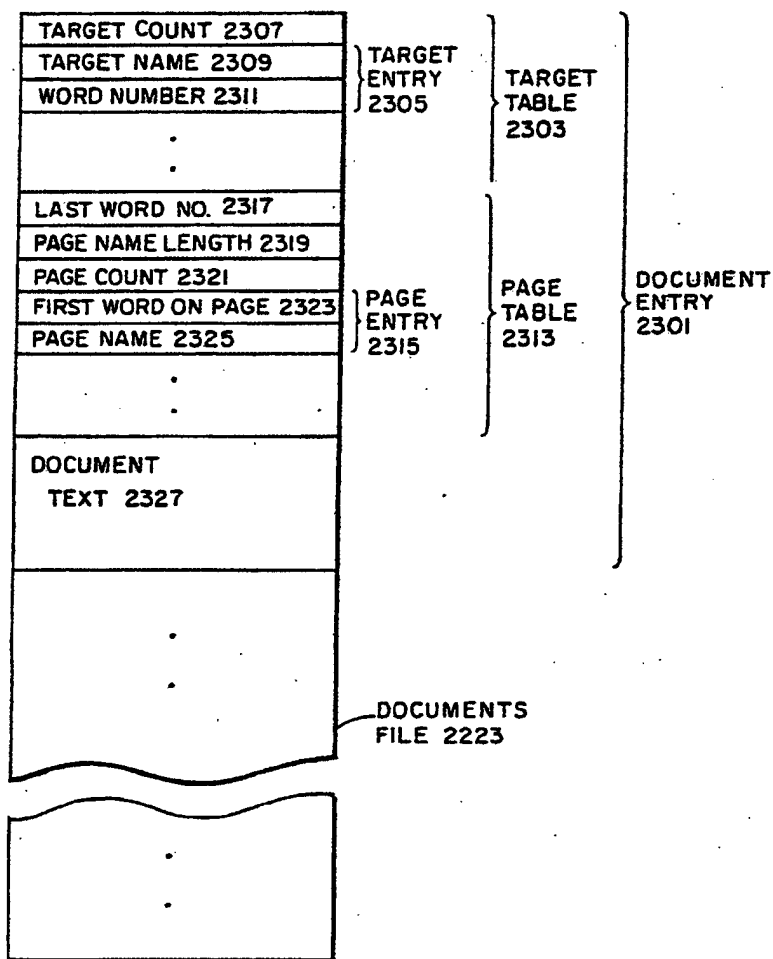 TARGET COUNT 2307
TARGET NAME 2309
WORD NUMBER 2311
TARGET
ENTRY
2305
TARGET
TABLE
2303
LAST WORD NO. 2317
PAGE NAME LENGTH 2319
PAGE COUNT 2321
FIRST WORD ON PAGE 2323
PAGE NAME 2325
PAGE
ENTRY
2315
PAGE
TABLE
2313
DOCUMENT
ENTRY
2301
DOCUMENT
TEXT 2327
DOCUMENTS
FILE 2223